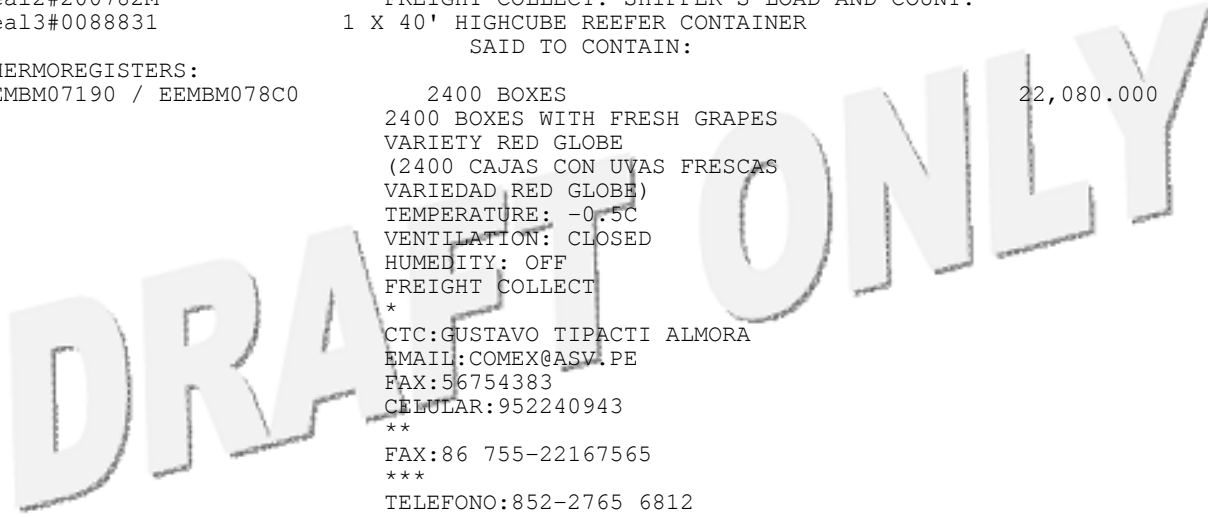 FREIGHT COLLECT. SHIPPER'S LOAD AND COUNT.
eal3#0088831 1 X 40' HIGHCUBE REEFER CONTAINER
SAID TO CONTAIN:
HERMOREGISTERS:
EMBM07190 / EEMBM078C0 2400 BOXES 22,080.000
2400 BOXES WITH FRESH GRAPES
VARIETY RED GLOBE
(2400 CAJAS CON UVAS FRESCAS
VARIEDAD RED GLOBE)
TEMPERATURE: -0.5C
VENTILATION: CLOSED
HUMEDITY: OFF
FREIGHT COLLECT
*
CTC:GUSTAVO TIPACTI ALMORA
EMAIL:COMEX@ASV.PE
FAX:56754383
CELULAR:952240943
**
FAX:86 755-22167565
***
TELEFONO:852-2765 6812
DRAFT ONLY